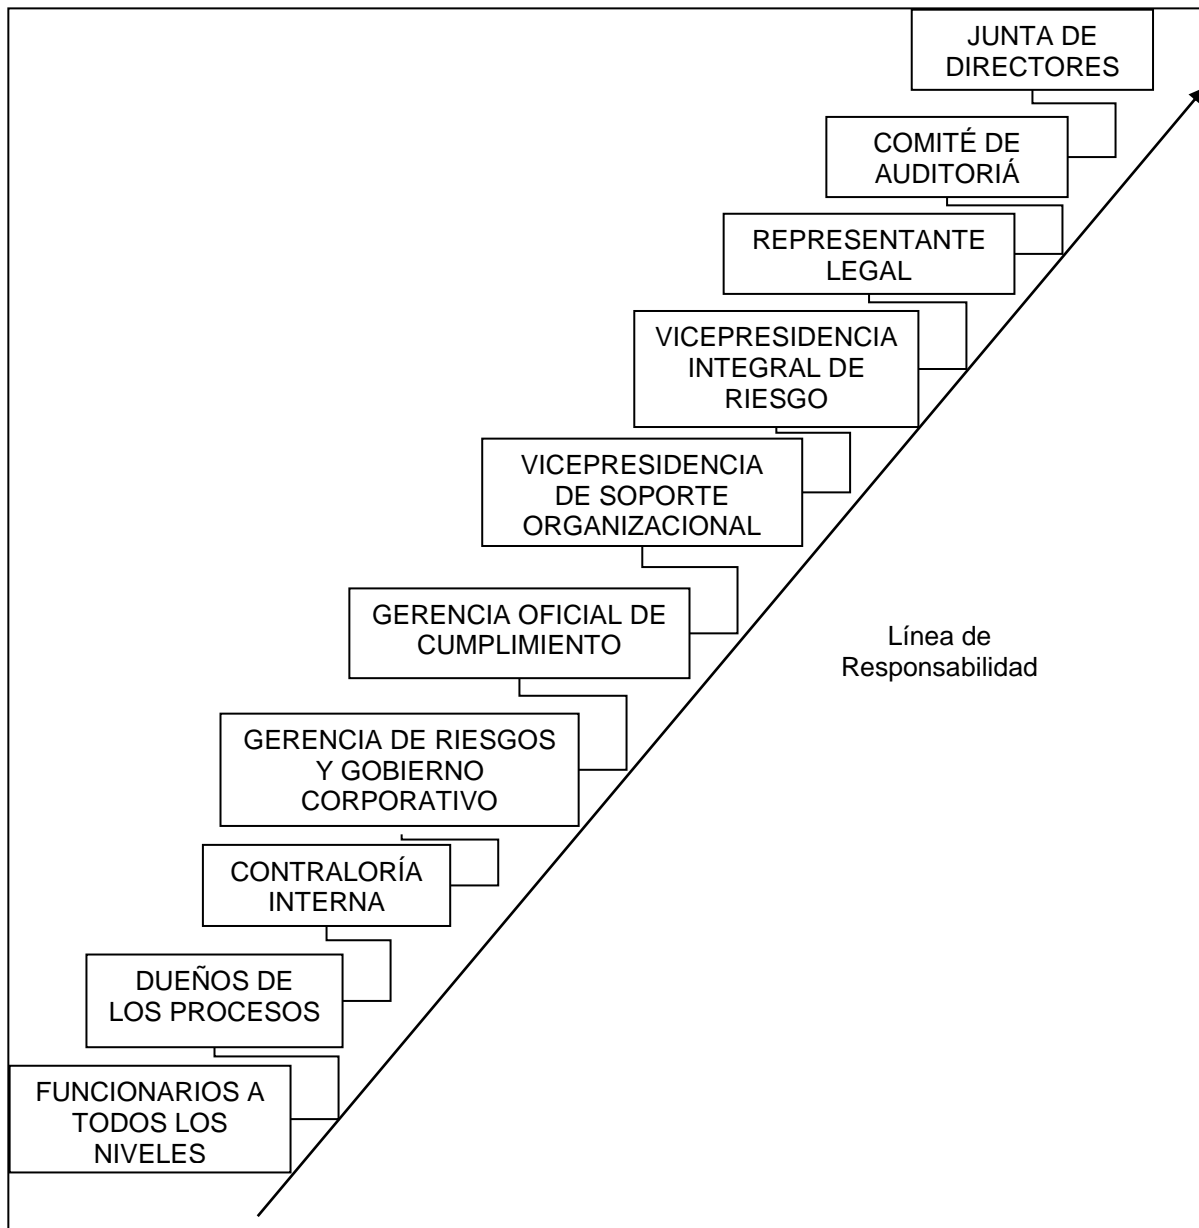 JUNTA DE
DIRECTORES
COMITÉ DE
AUDITORIÁ
REPRESENTANTE
LEGAL
VICEPRESIDENCIA
INTEGRAL DE
RIESGO
VICEPRESIDENCIA
DE SOPORTE
ORGANIZACIONAL
GERENCIA OFICIAL DE
CUMPLIMIENTO
Línea de
Responsabilidad
GERENCIA DE RIESGOS
Y GOBIERNO
CORPORATIVO
CONTRALORÍA
INTERNA
DUEÑOS DE
LOS PROCESOS
FUNCIONARIOS A
TODOS LOS
NIVELES